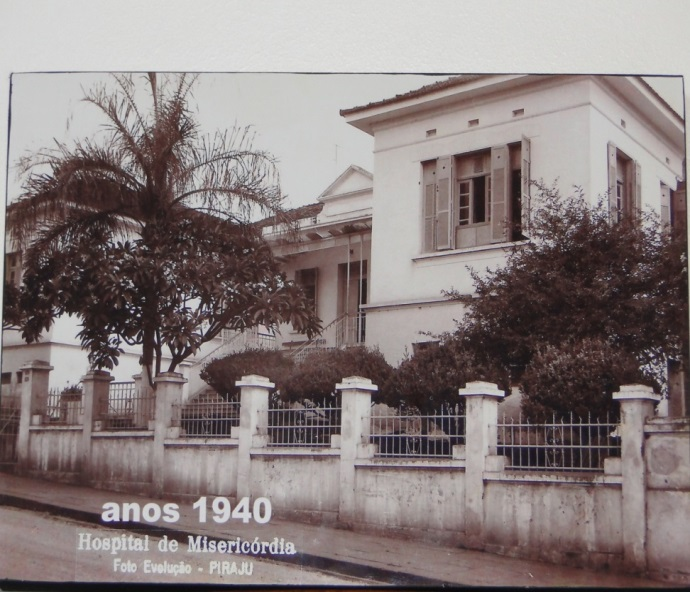 anos 1940
Hospital de Misericórdia
Foto Evolução - PIRAJU